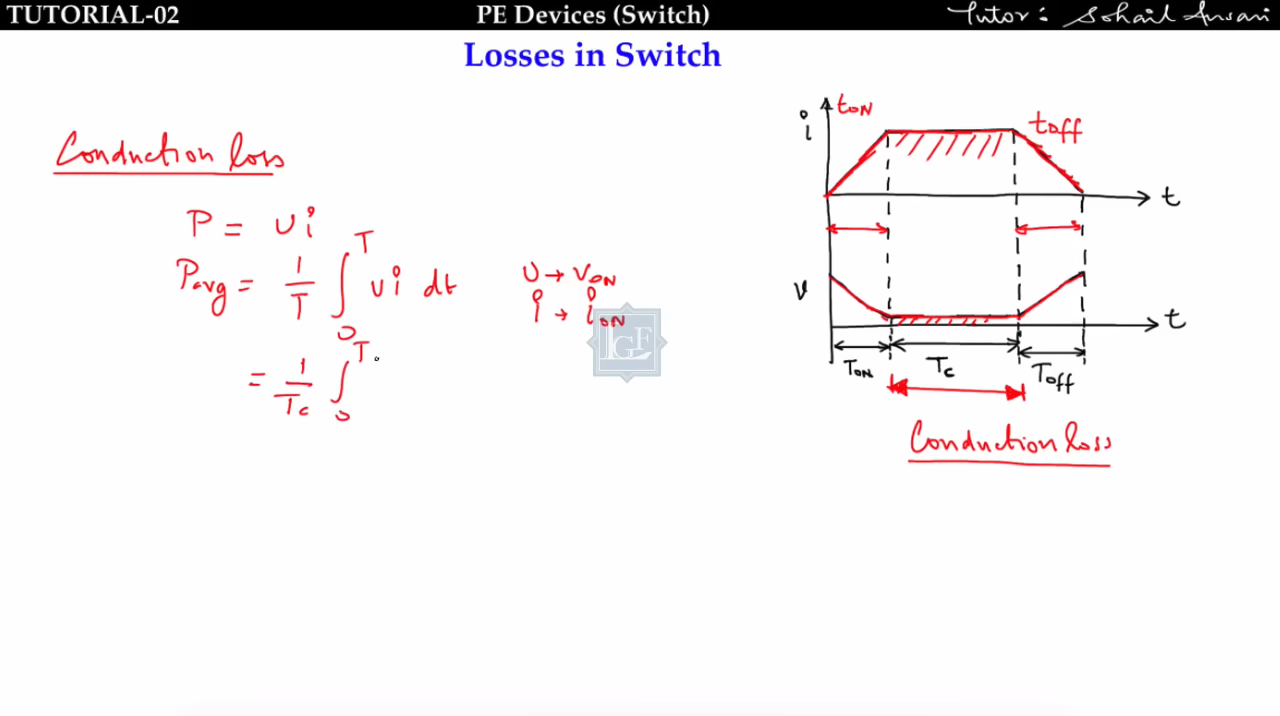 TUTORIAL-02 PE Devices (Switch) Tutor: Sohail Ansari
Losses in Switch
Conduction loss
P = vi
Pavg = 1/T ∫₀ᵀ vi dt
v → vON
i → iON
= 1/Tc ∫₀ᵀ
i tON toff t
v t
TON Tc Toff
Conduction loss
LGF